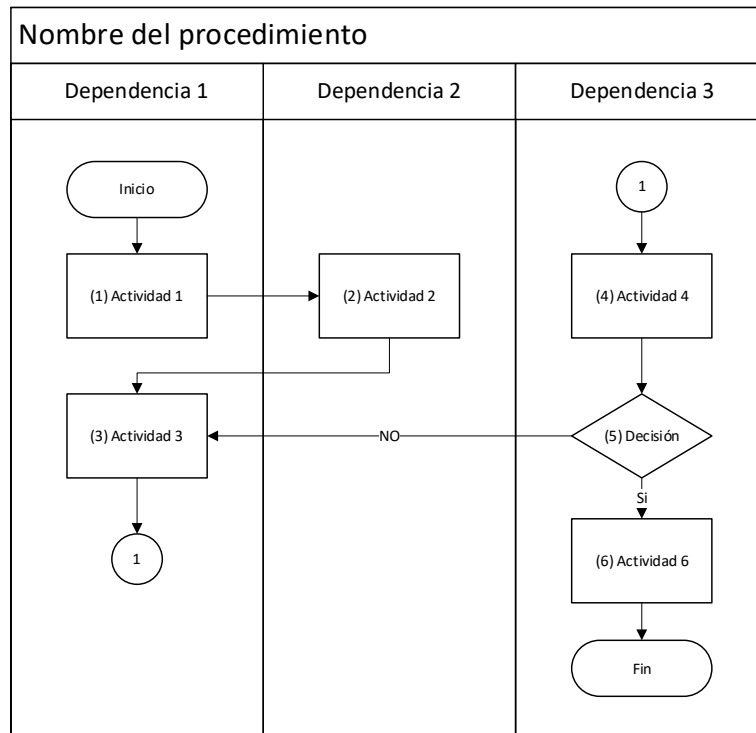 Nombre del procedimiento
Dependencia 1
Dependencia 2
Dependencia 3
Inicio
1
(1) Actividad 1
(2) Actividad 2
(4) Actividad 4
(3) Actividad 3
NO
(5) Decisión
Si
1
(6) Actividad 6
Fin